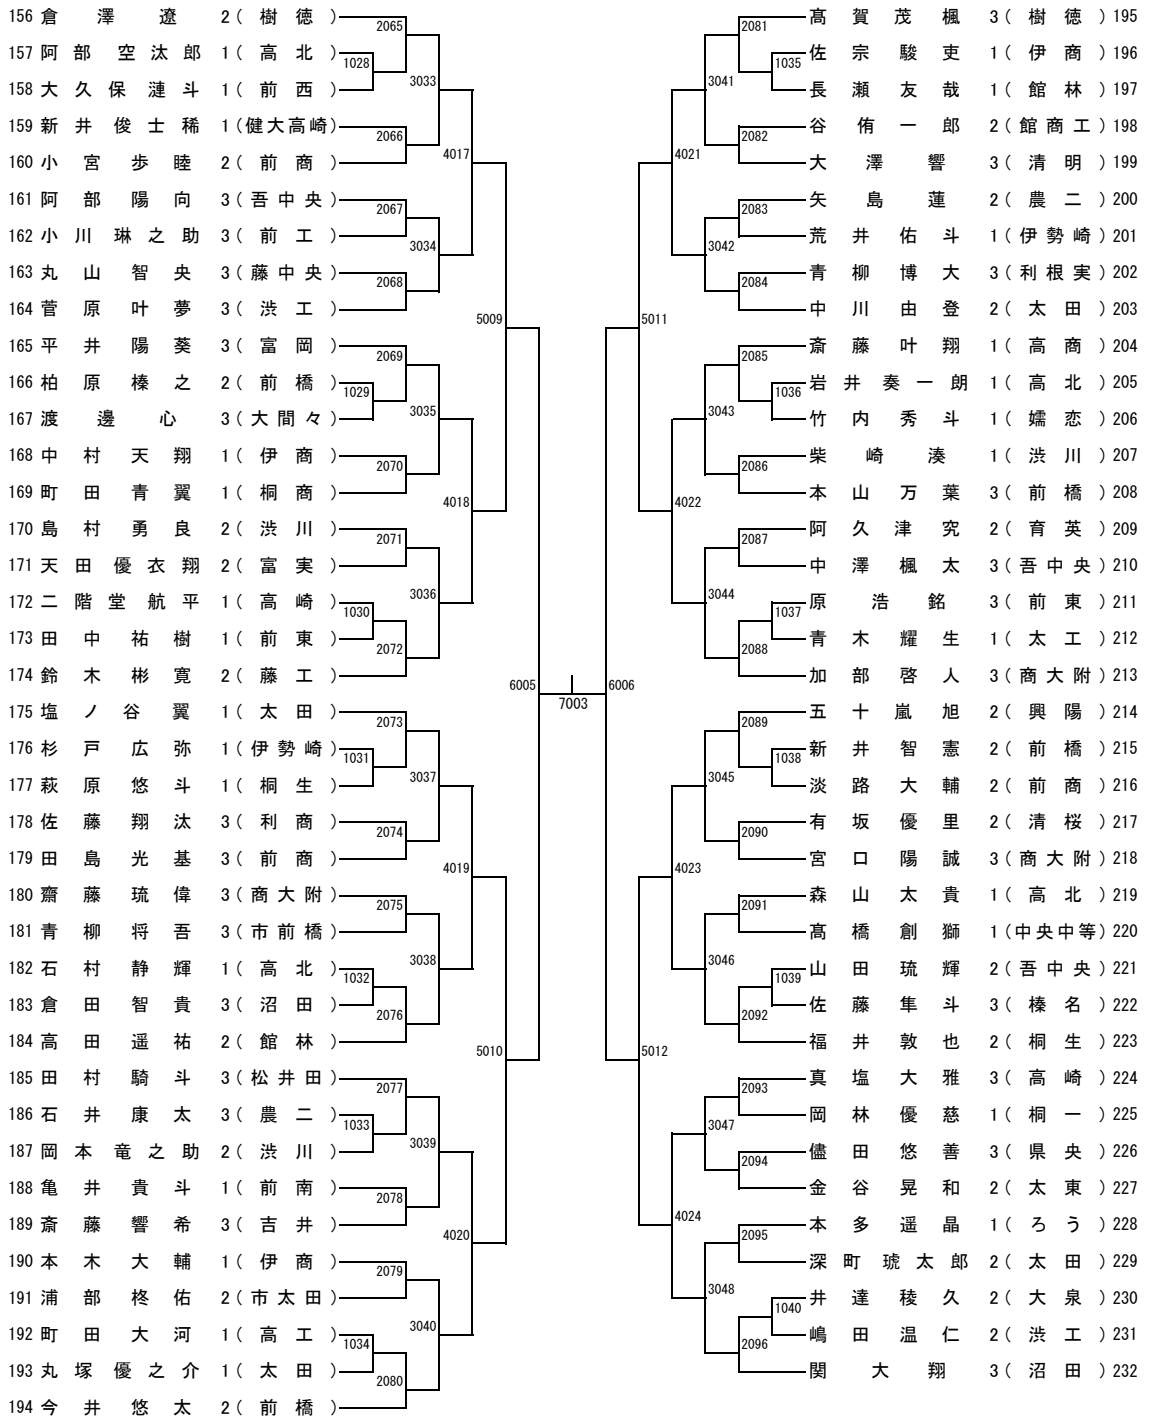 156 倉澤遼 2 ( 樹徳 )
157 阿部空汰郎 1 ( 高北 )
158 大久保漣斗 1 ( 前西 )
159 新井俊士稀 1 (健大高崎)
160 小宮歩睦 2 ( 前商 )
161 阿部陽向 3 (吾中央)
162 小川琳之助 3 ( 前工 )
163 丸山智央 3 (藤中央)
164 菅原叶夢 3 ( 渋工 )
165 平井陽葵 3 ( 富岡 )
166 柏原榛之 2 ( 前橋 )
167 渡邊心 3 (大間々)
168 中村天翔 1 ( 伊商 )
169 町田青翼 1 ( 桐商 )
170 島村勇良 2 ( 渋川 )
171 天田優衣翔 2 ( 富実 )
172 二階堂航平 1 ( 高崎 )
173 田中祐樹 1 ( 前東 )
174 鈴木彬寛 2 ( 藤工 )
175 塩ノ谷翼 1 ( 太田 )
176 杉戸広弥 1 (伊勢崎)
177 萩原悠斗 1 ( 桐生 )
178 佐藤翔汰 3 ( 利商 )
179 田島光基 3 ( 前商 )
180 齋藤琉偉 3 (商大附)
181 青柳将吾 3 (市前橋)
182 石村静輝 1 ( 高北 )
183 倉田智貴 3 ( 沼田 )
184 高田遥祐 2 ( 館林 )
185 田村騎斗 3 (松井田)
186 石井康太 3 ( 農二 )
187 岡本竜之助 2 ( 渋川 )
188 亀井貴斗 1 ( 前南 )
189 斎藤響希 3 ( 吉井 )
190 本木大輔 1 ( 伊商 )
191 浦部柊佑 2 (市太田)
192 町田大河 1 ( 高工 )
193 丸塚優之介 1 ( 太田 )
194 今井悠太 2 ( 前橋 )
2065
1028
3033
2066
4017
2067
3034
2068
5009
2069
1029
3035
2070
4018
2071
3036
1030
2072
6005
2073
1031
3037
2074
4019
2075
3038
1032
2076
5010
2077
1033
3039
2078
4020
2079
3040
1034
2080
7003
2081
1035
3041
2082
4021
2083
3042
2084
5011
2085
1036
3043
2086
4022
2087
3044
1037
2088
6006
2089
1038
3045
2090
4023
2091
3046
1039
2092
5012
2093
3047
2094
4024
2095
3048
1040
2096
髙賀茂楓 3 ( 樹徳 ) 195
佐宗駿吏 1 ( 伊商 ) 196
長瀬友哉 1 ( 館林 ) 197
谷侑一郎 2 (館商工) 198
大澤響 3 ( 清明 ) 199
矢島蓮 2 ( 農二 ) 200
荒井佑斗 1 (伊勢崎) 201
青柳博大 3 (利根実) 202
中川由登 2 ( 太田 ) 203
斎藤叶翔 1 ( 高商 ) 204
岩井奏一朗 1 ( 高北 ) 205
竹内秀斗 1 ( 嬬恋 ) 206
柴崎湊 1 ( 渋川 ) 207
本山万葉 3 ( 前橋 ) 208
阿久津究 2 ( 育英 ) 209
中澤楓太 3 (吾中央) 210
原浩銘 3 ( 前東 ) 211
青木耀生 1 ( 太工 ) 212
加部啓人 3 (商大附) 213
五十嵐旭 2 ( 興陽 ) 214
新井智憲 2 ( 前橋 ) 215
淡路大輔 2 ( 前商 ) 216
有坂優里 2 ( 清桜 ) 217
宮口陽誠 3 (商大附) 218
森山太貴 1 ( 高北 ) 219
髙橋創獅 1 (中央中等) 220
山田琉輝 2 (吾中央) 221
佐藤隼斗 3 ( 榛名 ) 222
福井敦也 2 ( 桐生 ) 223
真塩大雅 3 ( 高崎 ) 224
岡林優慈 1 ( 桐一 ) 225
儘田悠善 3 ( 県央 ) 226
金谷晃和 2 ( 太東 ) 227
本多遥晶 1 ( ろう ) 228
深町琥太郎 2 ( 太田 ) 229
井達稜久 2 ( 大泉 ) 230
嶋田温仁 2 ( 渋工 ) 231
関大翔 3 ( 沼田 ) 232